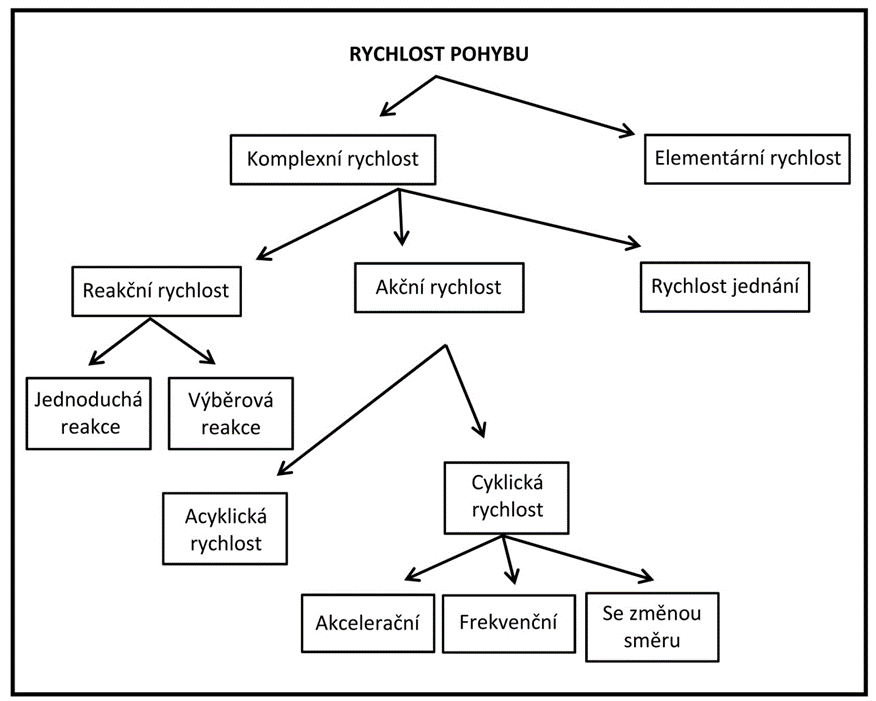 RYCHLOST POHYBU
Komplexní rychlost
Elementární rychlost
Reakční rychlost
Akční rychlost
Rychlost jednání
Jednoduchá
reakce
Výběrová
reakce
Acyklická
rychlost
Cyklická
rychlost
Akcelerační
Frekvenční
Se změnou
směru